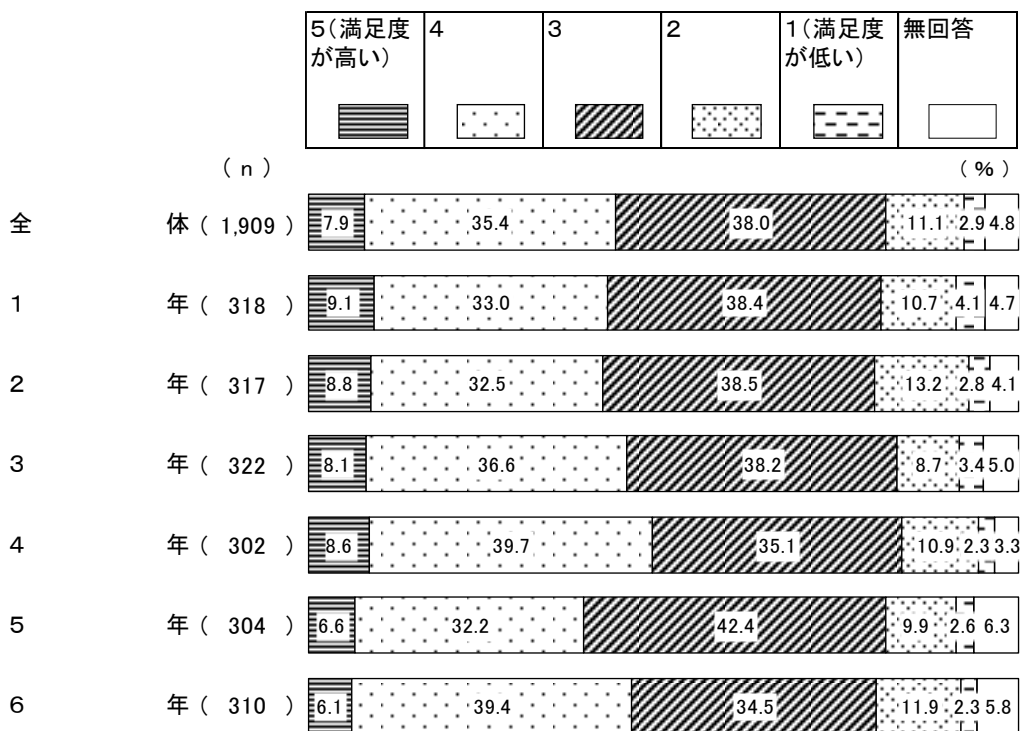 5(満足度が高い) 4 3 2 1(満足度が低い) 無回答
(n) (%)
全体(1,909) 7.9 35.4 38.0 11.1 2.9 4.8
1年(318) 9.1 33.0 38.4 10.7 4.1 4.7
2年(317) 8.8 32.5 38.5 13.2 2.8 4.1
3年(322) 8.1 36.6 38.2 8.7 3.4 5.0
4年(302) 8.6 39.7 35.1 10.9 2.3 3.3
5年(304) 6.6 32.2 42.4 9.9 2.6 6.3
6年(310) 6.1 39.4 34.5 11.9 2.3 5.8